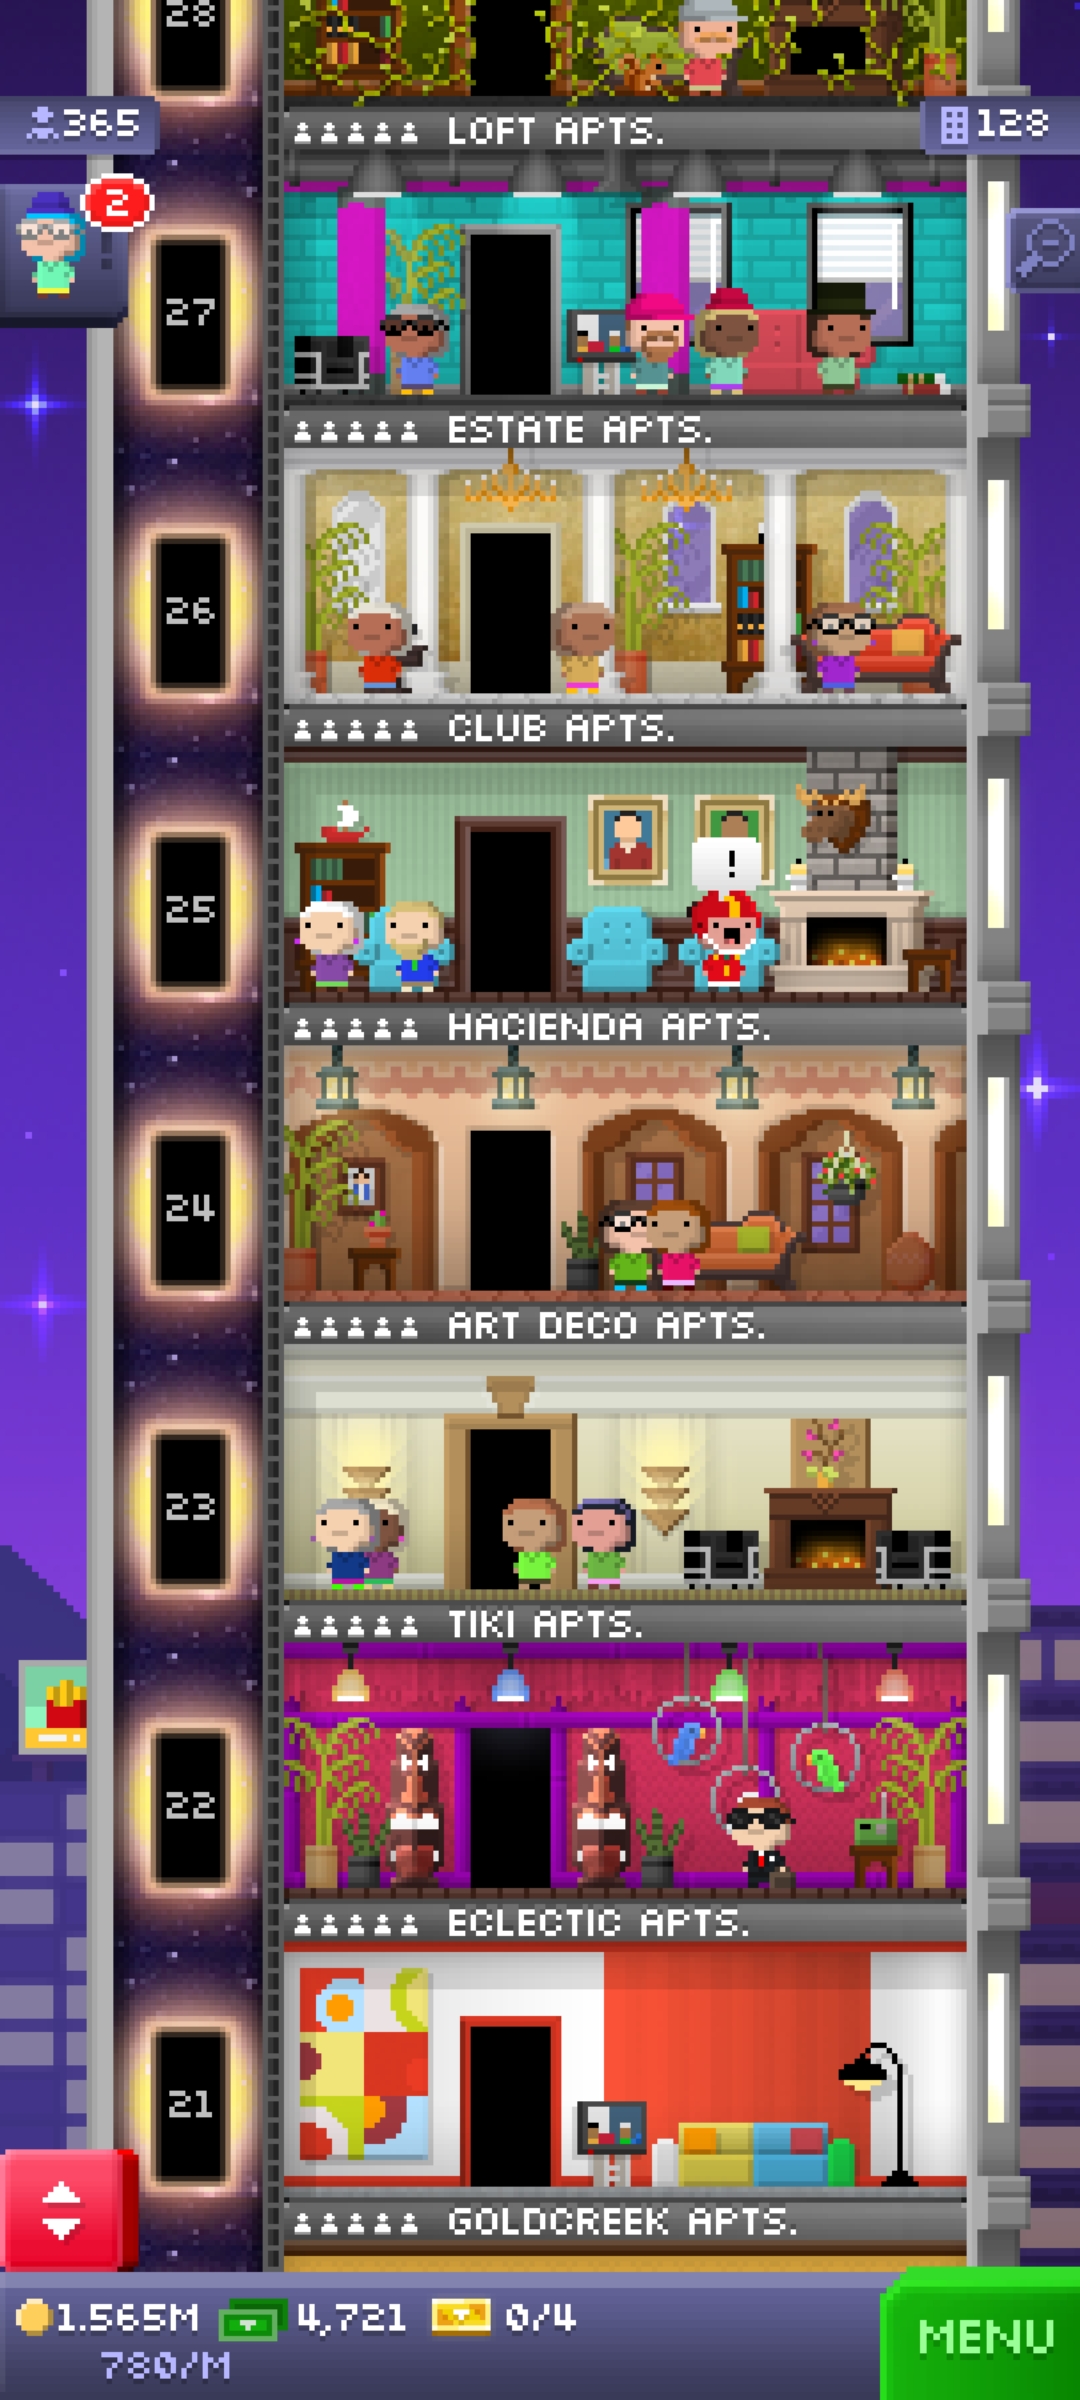 28
365
LOFT APTS.
128
2
27
ESTATE APTS.
26
CLUB APTS.
!
25
HACIENDA APTS.
24
ART DECO APTS.
23
TIKI APTS.
22
ECLECTIC APTS.
21
GOLDCREEK APTS.
1.565M 4,721 0/4
780/M
MENU